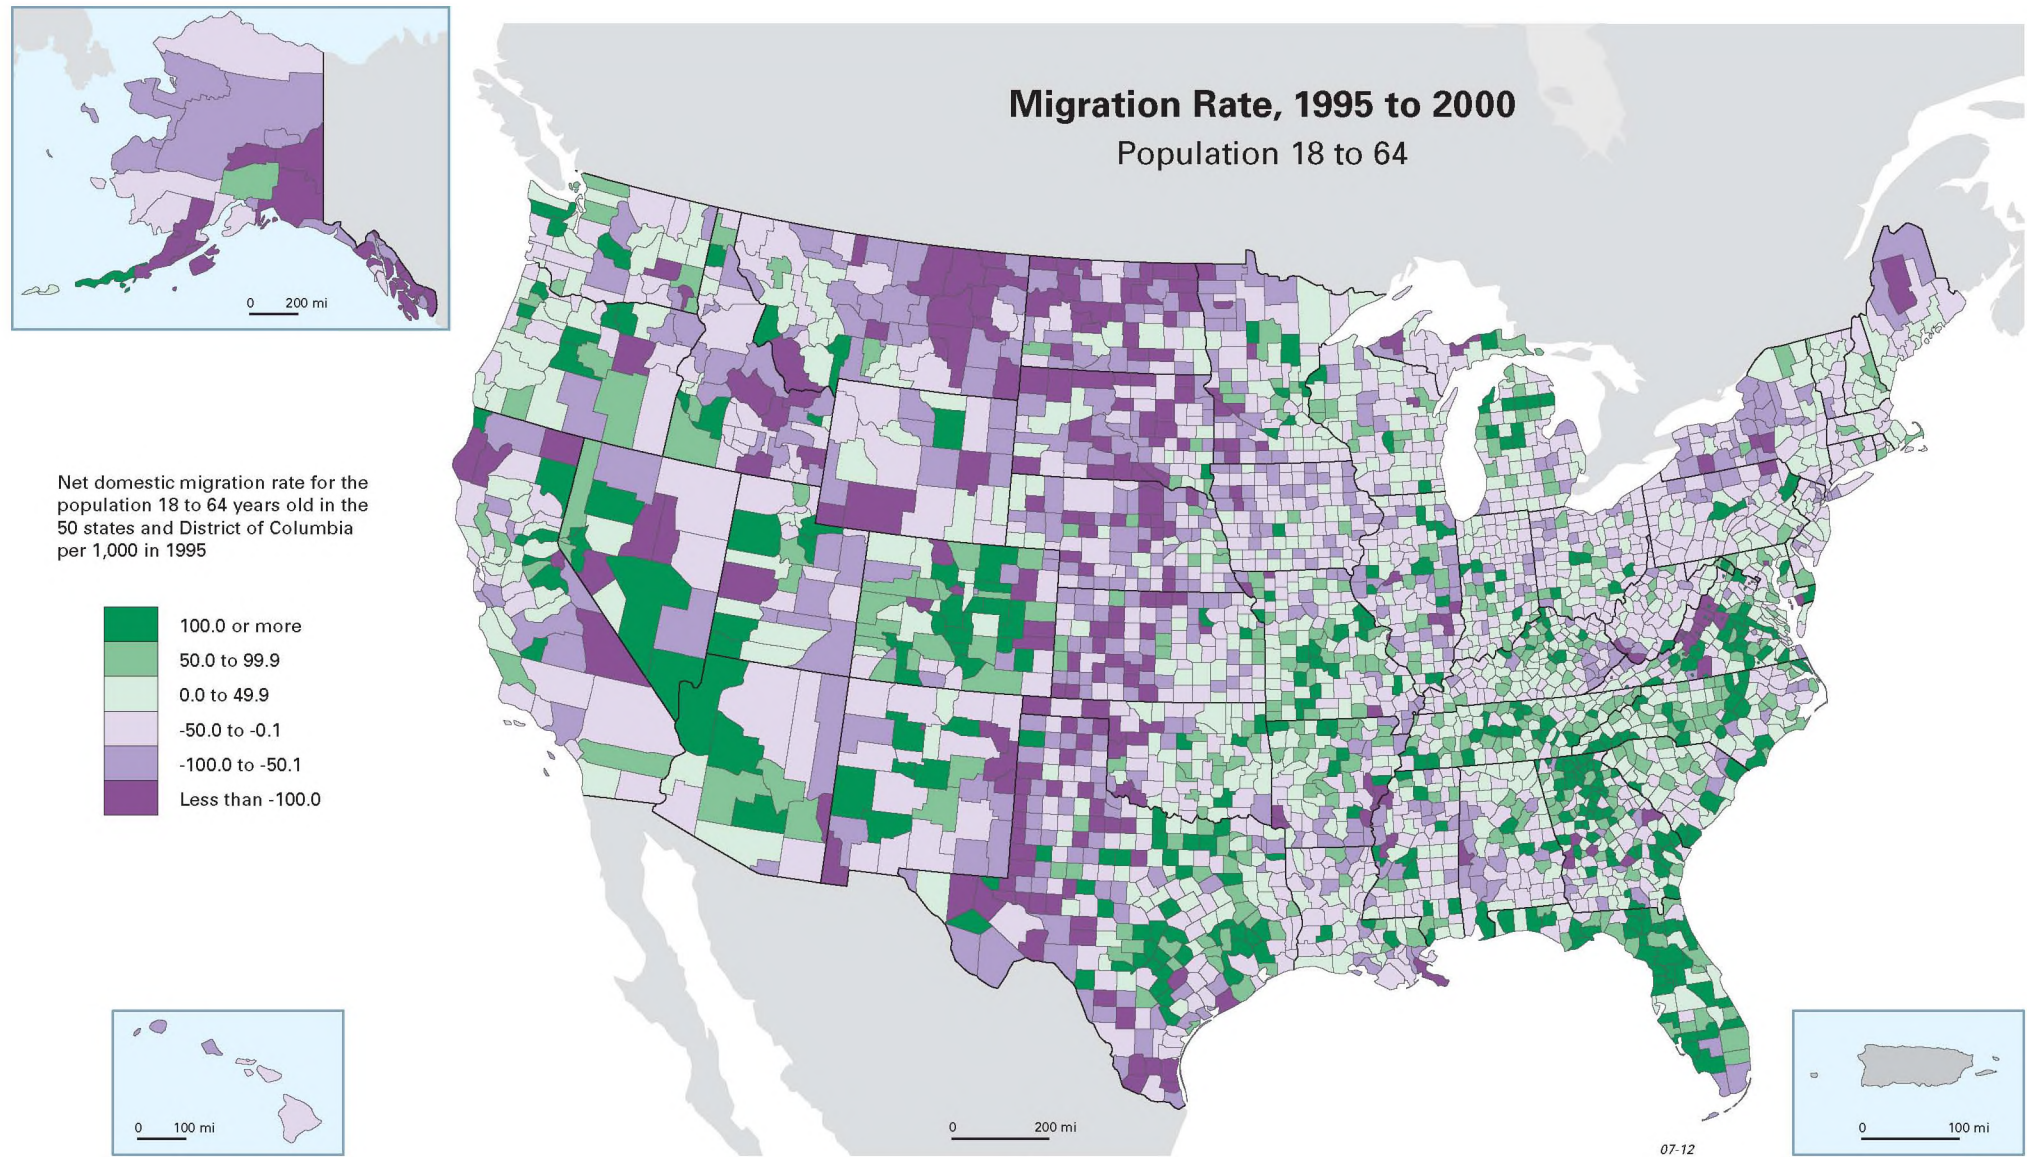 Migration Rate, 1995 to 2000
Population 18 to 64
0 200 mi
Net domestic migration rate for the
population 18 to 64 years old in the
50 states and District of Columbia
per 1,000 in 1995
100.0 or more
50.0 to 99.9
0.0 to 49.9
-50.0 to -0.1
-100.0 to -50.1
Less than -100.0
0 100 mi
0 200 mi
0 100 mi
07-12